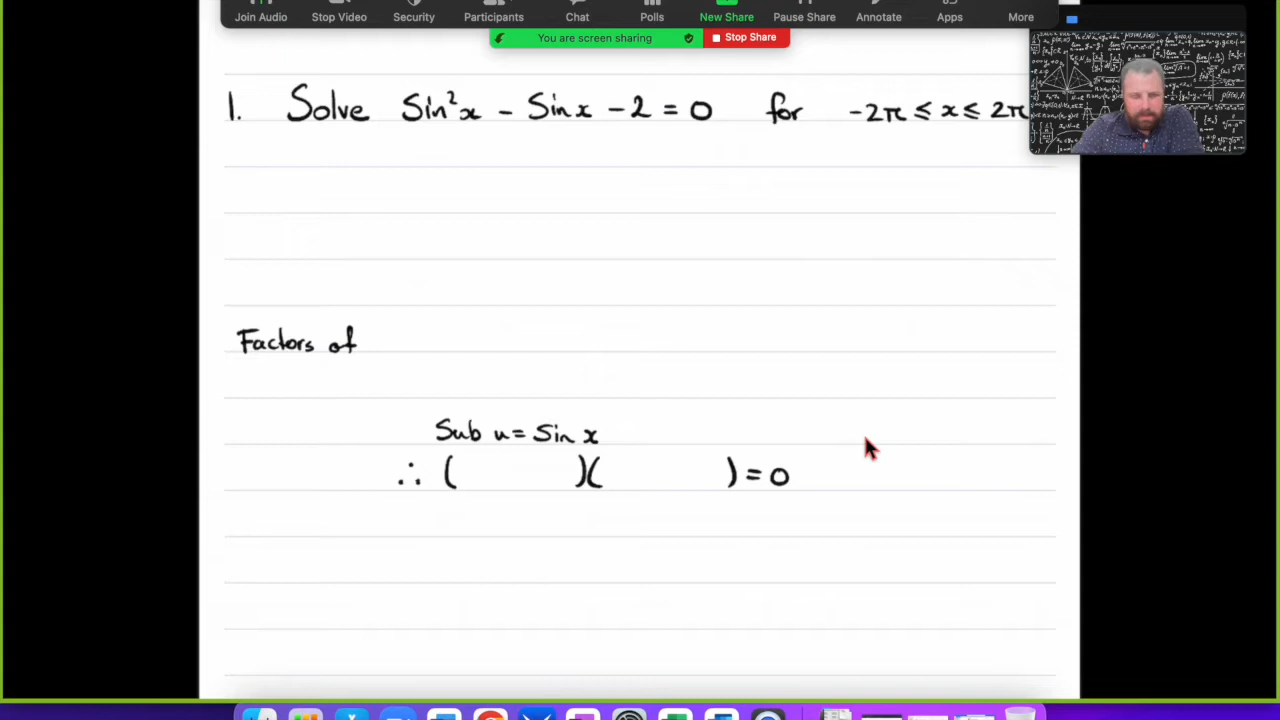 Join Audio Stop Video Security Participants Chat Polls New Share Pause Share Annotate Apps More
You are screen sharing Stop Share
1. Solve Sin²x - Sin x - 2 = 0 for -2π ≤ x ≤ 2π
Factors of
Sub u = Sin x
∴ ( )( ) = 0